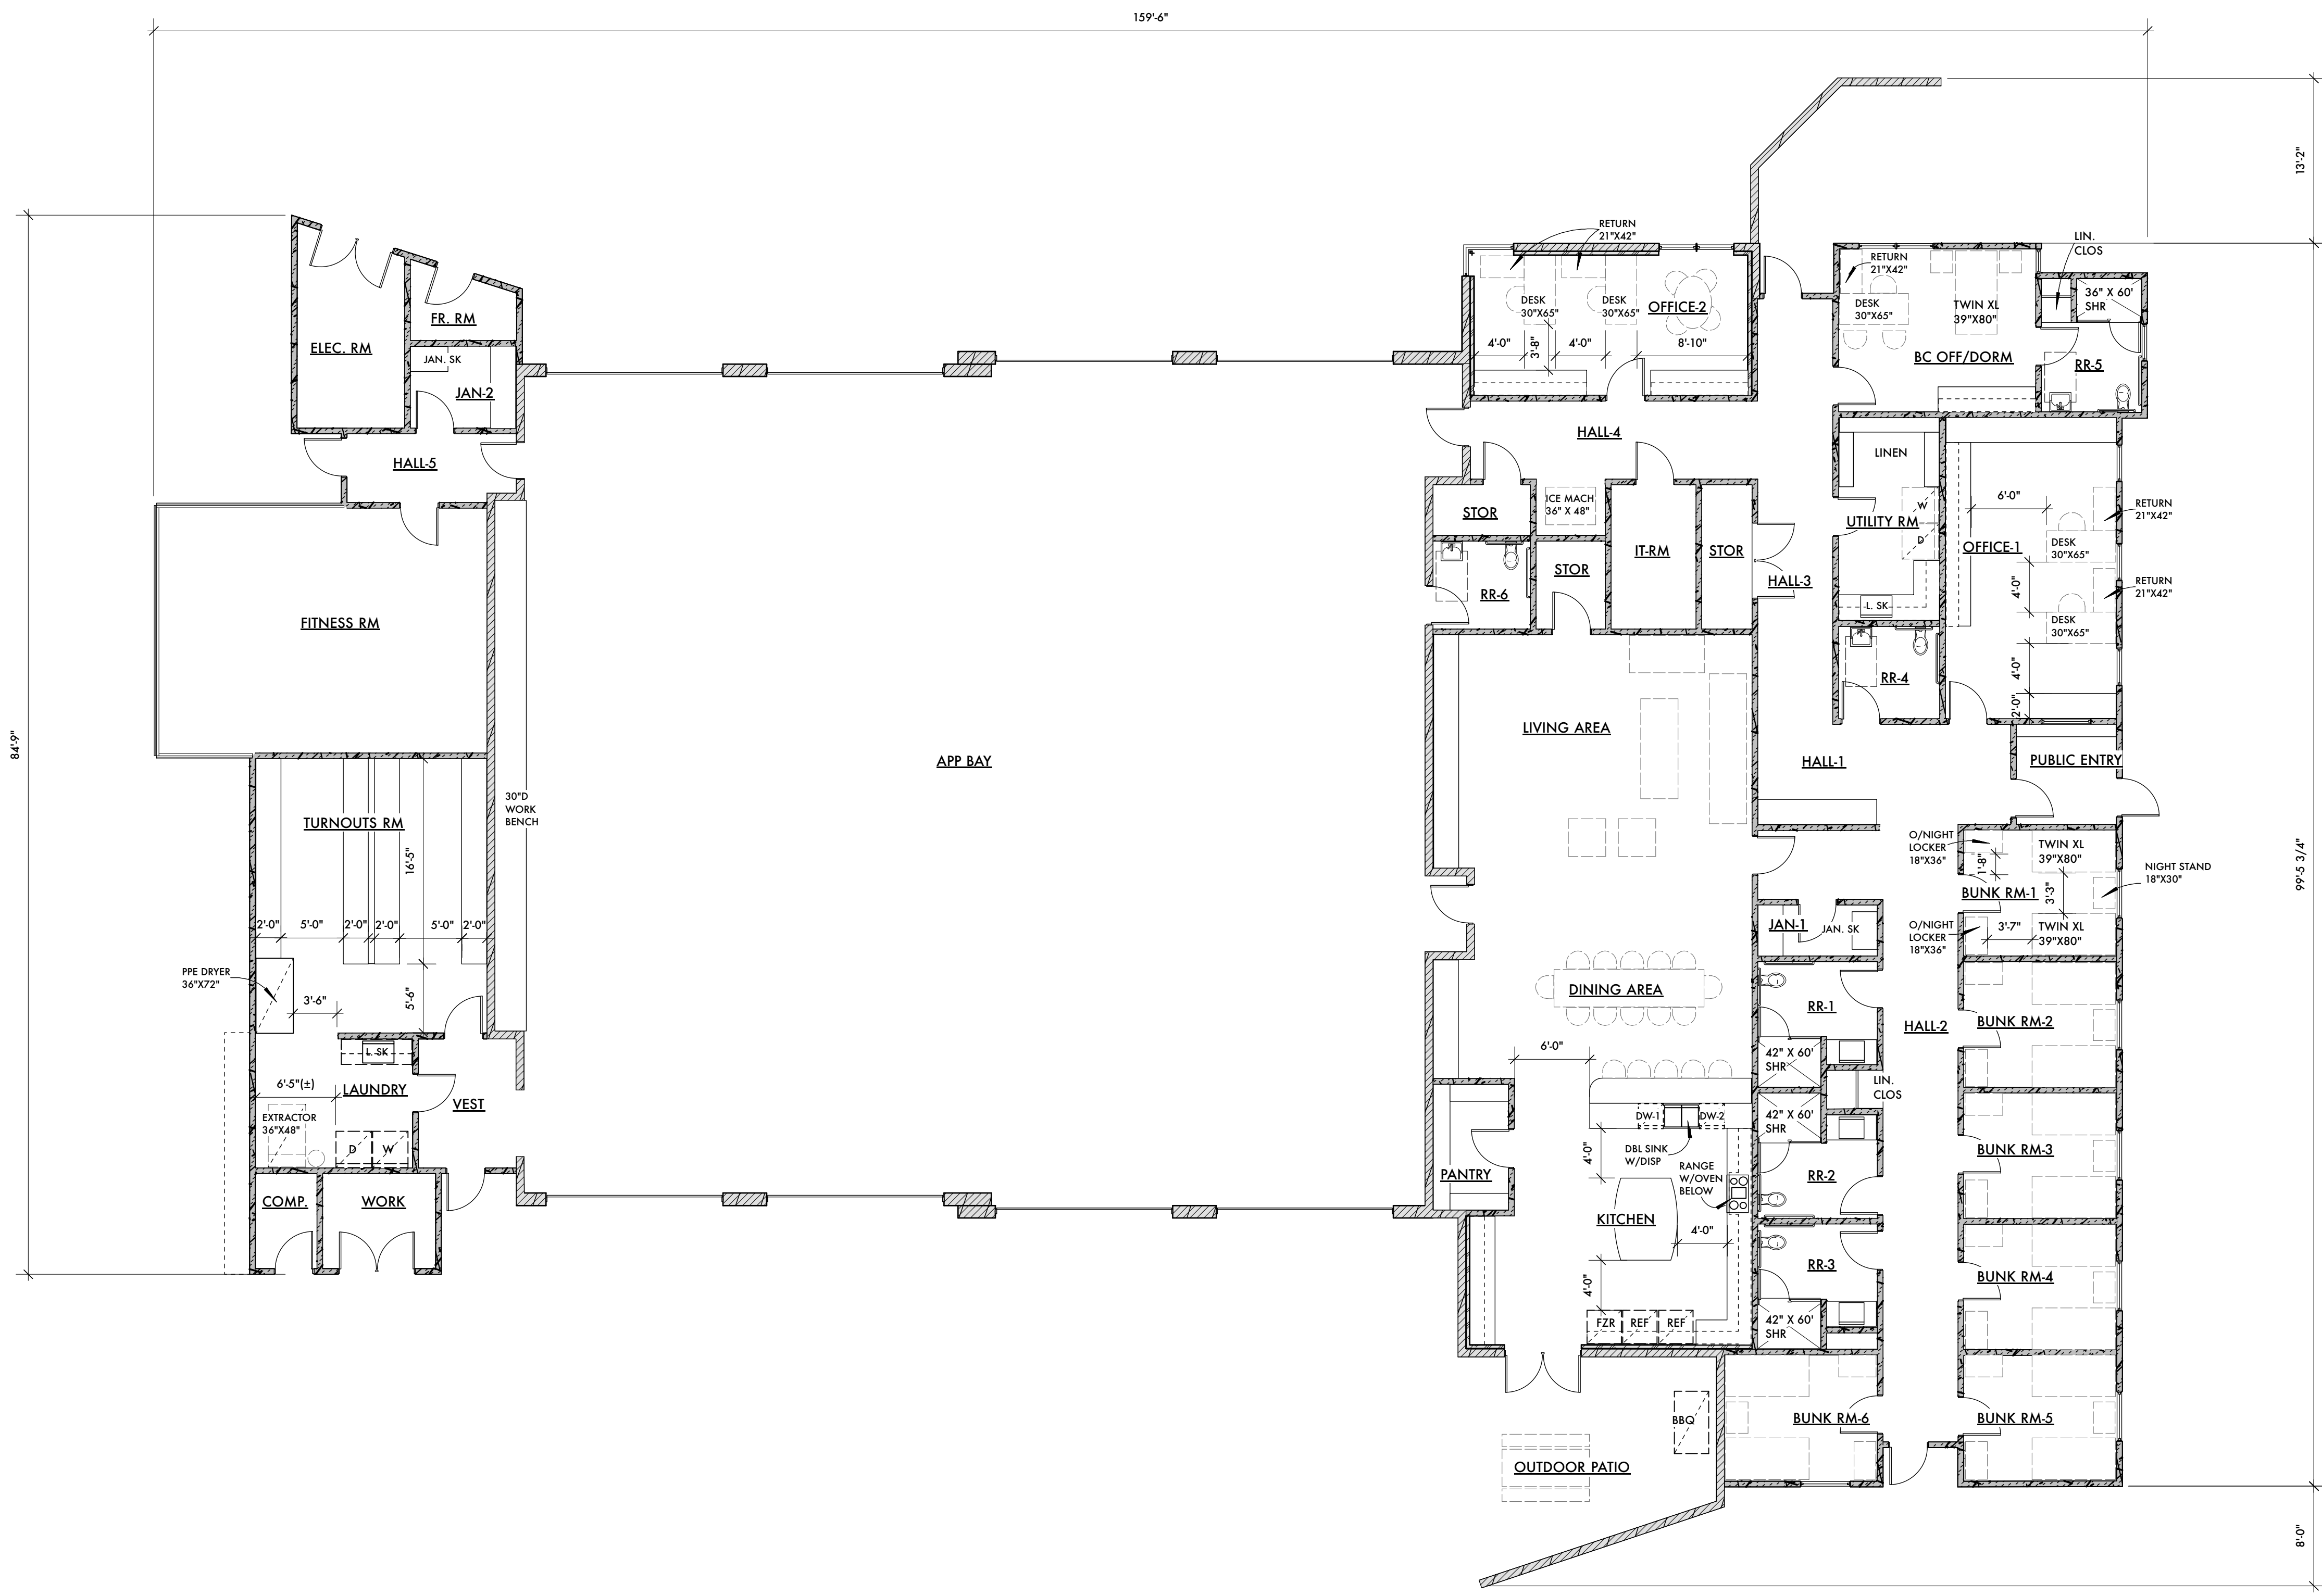 159'-6"
13'-2"
84'-9"
99'-5 3/4"
8'-0"
ELEC. RM
FR. RM
JAN. SK
JAN-2
HALL-5
FITNESS RM
TURNOUTS RM
16'-5"
2'-0"
5'-0"
2'-0"
2'-0"
5'-0"
2'-0"
30"D
WORK
BENCH
PPE DRYER
36"X72"
3'-6"
5'-6"
L. SK
6'-5"(±)
LAUNDRY
VEST
EXTRACTOR
36"X48"
D
W
COMP.
WORK
APP BAY
RETURN
21"X42"
DESK
30"X65"
DESK
30"X65"
OFFICE-2
4'-0"
3'-8"
4'-0"
8'-10"
HALL-4
STOR
ICE MACH
36" X 48"
RR-6
STOR
IT-RM
STOR
HALL-3
RETURN
21"X42"
DESK
30"X65"
TWIN XL
39"X80"
BC OFF/DORM
LIN.
CLOS
36" X 60'
SHR
RR-5
LINEN
W
UTILITY RM
D
L. SK
RR-4
OFFICE-1
6'-0"
RETURN
21"X42"
DESK
30"X65"
4'-0"
RETURN
21"X42"
DESK
30"X65"
4'-0"
2'-0"
LIVING AREA
HALL-1
PUBLIC ENTRY
O/NIGHT
LOCKER
18"X36"
TWIN XL
39"X80"
1'-8"
BUNK RM-1
3'-3"
NIGHT STAND
18"X30"
O/NIGHT
LOCKER
18"X36"
3'-7"
TWIN XL
39"X80"
JAN-1
JAN. SK
DINING AREA
RR-1
HALL-2
BUNK RM-2
6'-0"
42" X 60'
SHR
LIN.
CLOS
42" X 60'
SHR
DW-1
DW-2
4'-0"
DBL SINK
W/DISP
RANGE
W/OVEN
BELOW
PANTRY
RR-2
BUNK RM-3
KITCHEN
4'-0"
RR-3
BUNK RM-4
4'-0"
FZR
REF
REF
42" X 60'
SHR
BBQ
BUNK RM-6
BUNK RM-5
OUTDOOR PATIO